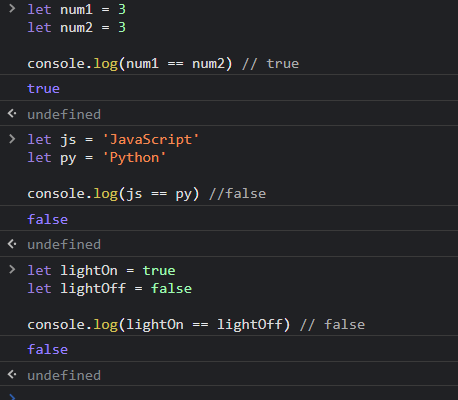 let num1 = 3
let num2 = 3
console.log(num1 == num2) // true
true
undefined
let js = 'JavaScript'
let py = 'Python'
console.log(js == py) //false
false
undefined
let lightOn = true
let lightOff = false
console.log(lightOn == lightOff) // false
false
undefined